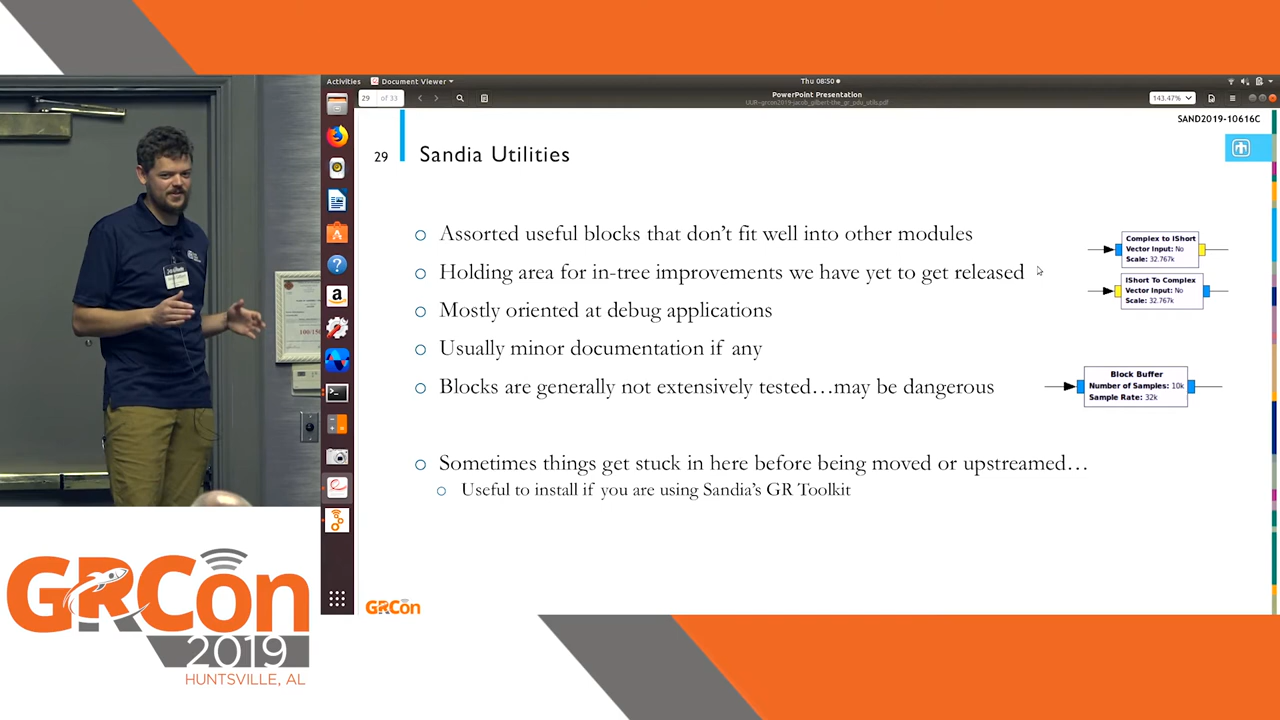 Activities
Document Viewer
Thu 08:50
29 of 33
PowerPoint Presentation
143.47%
SAND2019-10616C
29
Sandia Utilities
Assorted useful blocks that don't fit well into other modules
Holding area for in-tree improvements we have yet to get released
Mostly oriented at debug applications
Usually minor documentation if any
Blocks are generally not extensively tested…may be dangerous
Sometimes things get stuck in here before being moved or upstreamed…
Useful to install if you are using Sandia's GR Toolkit
Complex to IShort
Vector Input: No
Scale: 32.767k
IShort To Complex
Vector Input: No
Scale: 32.767k
Block Buffer
Number of Samples: 10k
Sample Rate: 32k
GRCon
GRCon
2019
HUNTSVILLE, AL